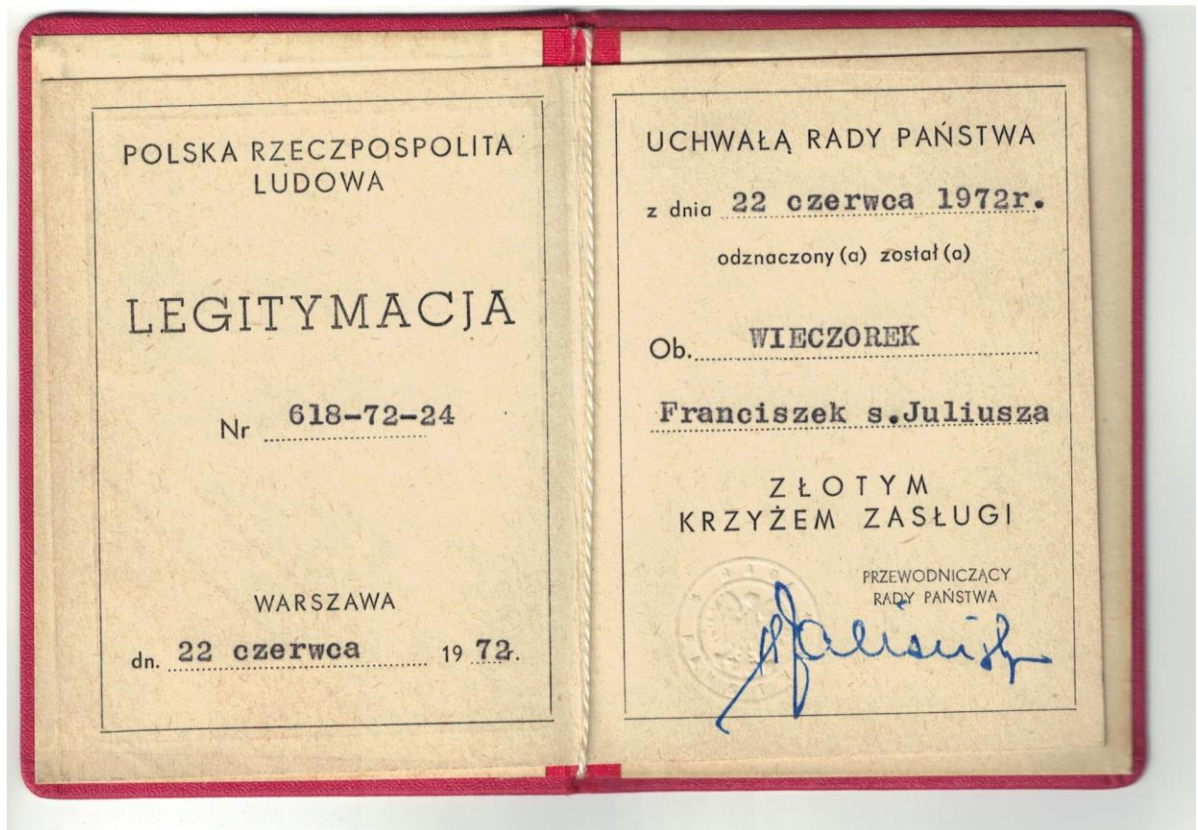 POLSKA RZECZPOSPOLITA
LUDOWA
LEGITYMACJA
Nr 618-72-24
WARSZAWA
dn. 22 czerwca 1972.
UCHWAŁĄ RADY PAŃSTWA
z dnia 22 czerwca 1972r.
odznaczony(a) został(a)
Ob. WIECZOREK
Franciszek s.Juliusza
ZŁOTYM
KRZYŻEM ZASŁUGI
PRZEWODNICZĄCY
RADY PAŃSTWA